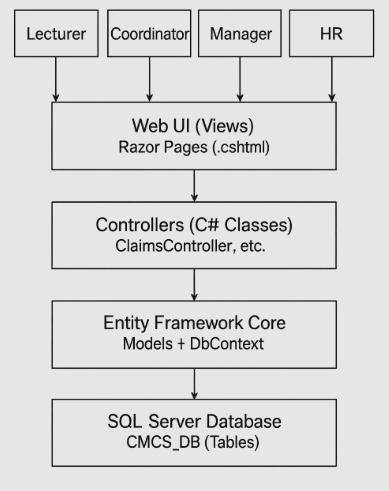 Lecturer
Coordinator
Manager
HR
Web UI (Views)
Razor Pages (.cshtml)
Controllers (C# Classes)
ClaimsController, etc.
Entity Framework Core
Models + DbContext
SQL Server Database
CMCS_DB (Tables)